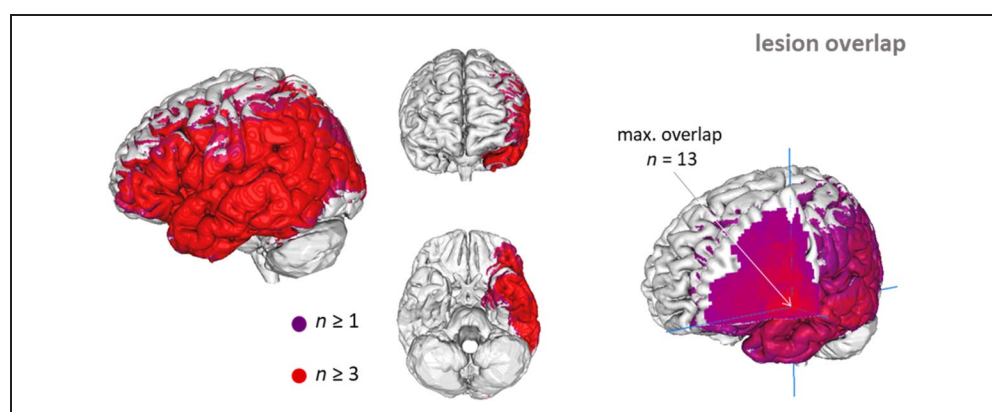 lesion overlap
max. overlap
n = 13
n ≥ 1
n ≥ 3